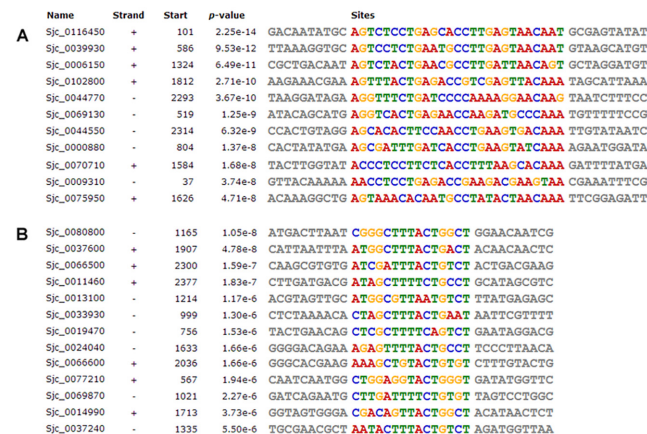 Name Strand Start p-value Sites
A
Sjc_0116450 + 101 2.25e-14 GACAATATGC AGTCTCCTGAGCACCTTGAGTAACAAT GCGAGTATAT
Sjc_0039930 + 586 9.53e-12 TTAAAGGTGC AGTCCTCTGAATGCCTTGAGTAACAAT GTAAGCATGT
Sjc_0006150 + 1324 6.49e-11 CGCTGACAAT AGTCTACTGAACGCCTTGATTAACAGT GCTGGATAGT
Sjc_0102800 + 1812 2.71e-10 AAGAAACGAA AGTTTACTGAGACCGTCGAGTTACAAA TAGCATTAAA
Sjc_0044770 - 2293 3.67e-10 TAAGGATAGA AGGTTTCTGATCCCCAAAAGGAACAAG TAATCTTTCC
Sjc_0069130 - 519 1.25e-9 ATACAGCATG AGGTCACTGAGAACCAAGATGCCCAAA TGTTTTTCCG
Sjc_0044550 - 2314 6.32e-9 CCACTGTAGG AGCACACTTCCAACCTGAAGTGACAAA TTGTATAATC
Sjc_0000880 - 804 1.37e-8 CACTATATGA AGCGATTTGATCACCTGAAGTATCAAA AGAATGGATA
Sjc_0070710 + 1584 1.68e-8 TACTTGGTAT ACCCTCCTTCTCACCTTTAAGCACAAA GATTTTATGA
Sjc_0009310 - 37 3.74e-8 GTTACAAAAA AACCTCCTGAGACCGAAGACGAAGTAA CGAAATTTCG
Sjc_0075950 + 1626 4.71e-8 ACAAAGGCTG AGTAAACACAATGCCTATACTAACAAA TTCGGAGATT
B
Sjc_0080800 - 1165 1.05e-8 ATGACTTAAT CGGGCTTTACTGGCT GGAACAATCG
Sjc_0037600 + 1907 4.78e-8 CATTAATTTA ATGGCTTTACTGGCT ACAACAACTC
Sjc_0066500 + 2300 1.59e-7 CAAGCGTGTG ATCGATTTACTGTCT ACTGACGAAG
Sjc_0011460 + 2377 1.83e-7 CTTGATGACG ATAGCTTTTCTGCCT GCATAGCGTC
Sjc_0013100 - 1214 1.17e-6 ACGTAGTTGC ATGGCGTTAATGTCT TTATGAGAGC
Sjc_0033930 - 999 1.30e-6 CTCTAAAACA CTAGCTTTACTGAAT AATTCGTTTT
Sjc_0019470 - 756 1.53e-6 TACTGAACAG CTCGCTTTTCAGTCT GAATAGGACG
Sjc_0024040 - 1633 1.66e-6 GGGGACAGAA AGAGTTTTACTGCCT TCCCTTAACA
Sjc_0066600 + 2036 1.66e-6 GGGCACGAAG AAAGCTGTACTGTGT CTTTGTACTG
Sjc_0077210 + 567 1.94e-6 CAATCAATGG CTGGAGGTACTGGGT GATATGGTTC
Sjc_0069870 - 1021 2.27e-6 GATCAGAATG CTTGATTTTCTGTGT TAGTCCTGGC
Sjc_0014990 + 1713 3.73e-6 GGTAGTGGGA CGACAGTTACTGGCT ACATAACTCT
Sjc_0037240 - 1335 5.50e-6 TGCGAACGCT AATACTTTACTGTCT AGATGGTTAA